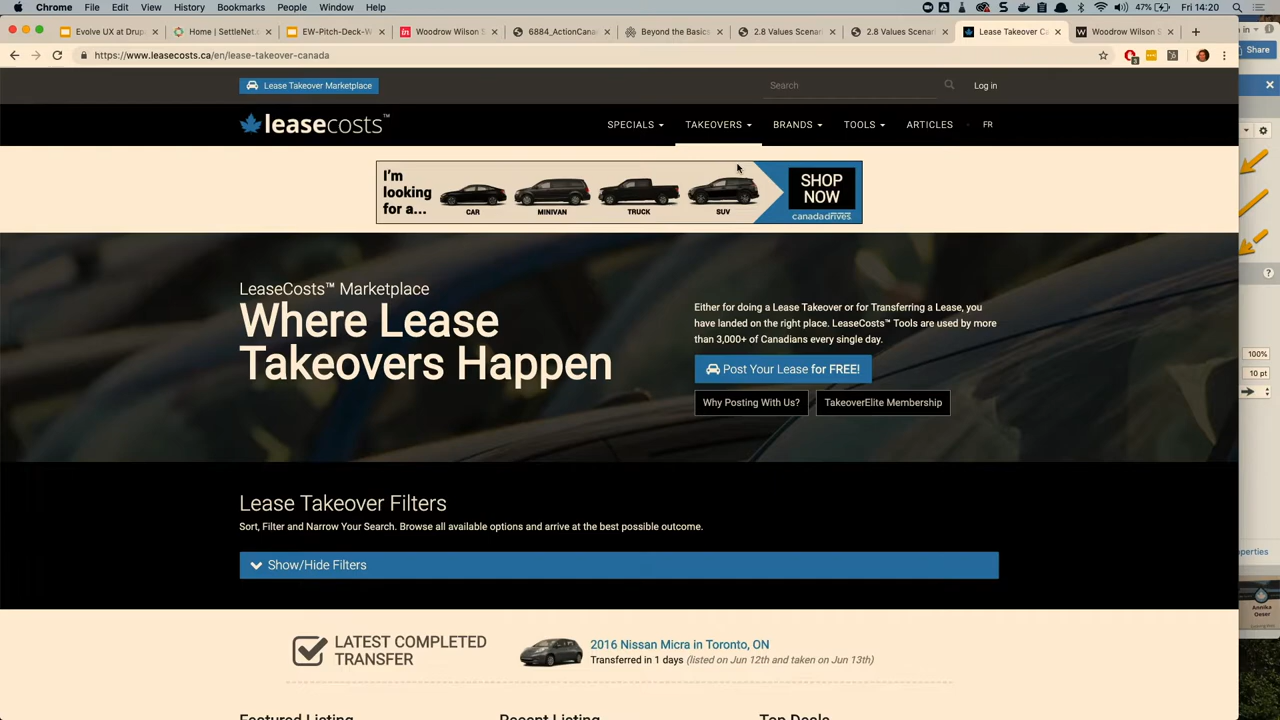 Chrome File Edit View History Bookmarks People Window Help
47% Fri 14:20
Evolve UX at Drup
Home | SettleNet.
EW-Pitch-Deck-W
Woodrow Wilson S
6884_ActionCana
Beyond the Basics
2.8 Values Scenari
2.8 Values Scenari
Lease Takeover Ca
Woodrow Wilson S
Share
https://www.leasecosts.ca/en/lease-takeover-canada
3
Lease Takeover Marketplace
Search
Log in
leasecosts™
SPECIALS TAKEOVERS BRANDS TOOLS ARTICLES FR
I'm
looking
for a...
CAR MINIVAN TRUCK SUV
SHOP
NOW
canadadrives
LeaseCosts™ Marketplace
Where Lease
Takeovers Happen
Either for doing a Lease Takeover or for Transferring a Lease, you
have landed on the right place. LeaseCosts™ Tools are used by more
than 3,000+ of Canadians every single day.
Post Your Lease for FREE!
Why Posting With Us?
TakeoverElite Membership
100%
10 pt
Lease Takeover Filters
Sort, Filter and Narrow Your Search. Browse all available options and arrive at the best possible outcome.
Show/Hide Filters
operties
Annika
Oeser
LATEST COMPLETED
TRANSFER
2016 Nissan Micra in Toronto, ON
Transferred in 1 days (listed on Jun 12th and taken on Jun 13th)
Featured Listing
Recent Listing
Top Deals